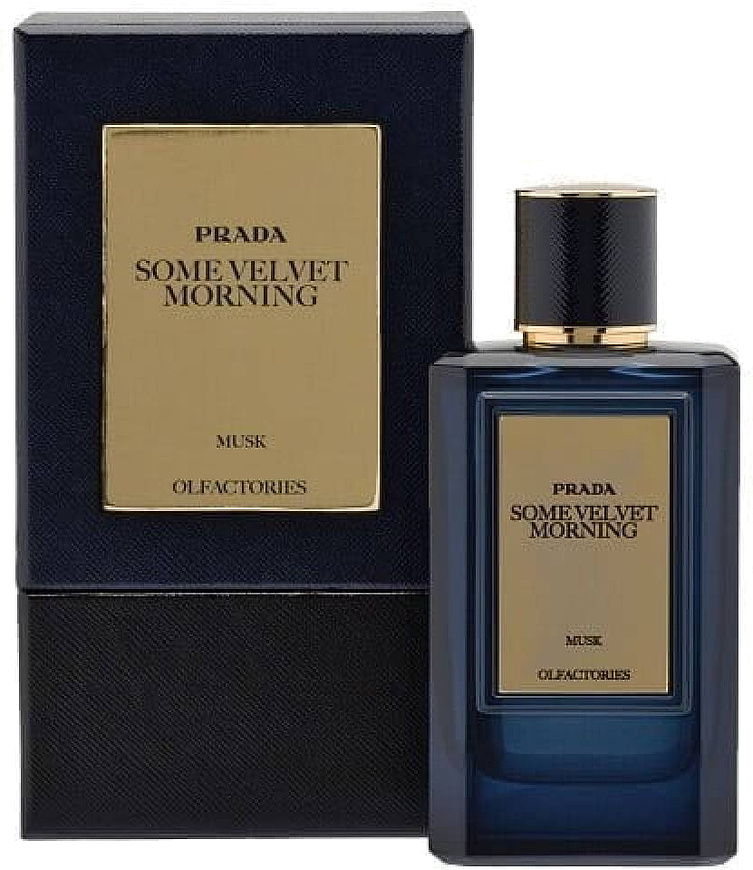 PRADA
SOME VELVET
MORNING
MUSK
OLFACTORIES
PRADA
SOME VELVET
MORNING
MUSK
OLFACTORIES